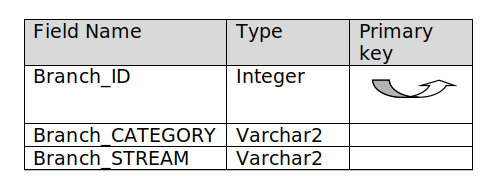 Field Name Type Primary
key
Branch_ID Integer
Branch_CATEGORY Varchar2
Branch_STREAM Varchar2